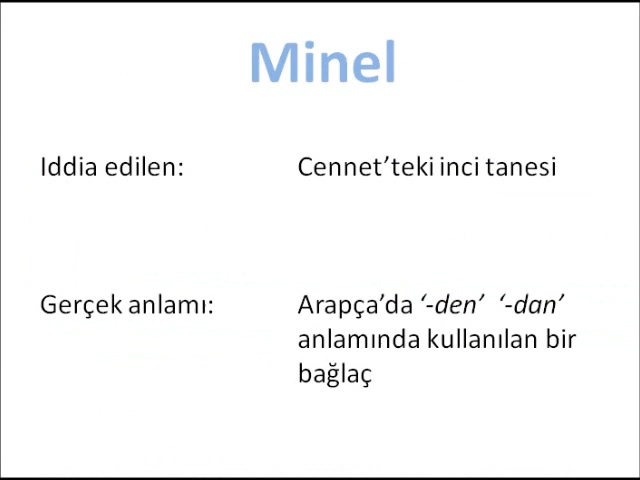 Minel
Iddia edilen: Cennet’teki inci tanesi
Gerçek anlamı: Arapça’da ‘-den’ ‘-dan’
anlamında kullanılan bir
bağlaç